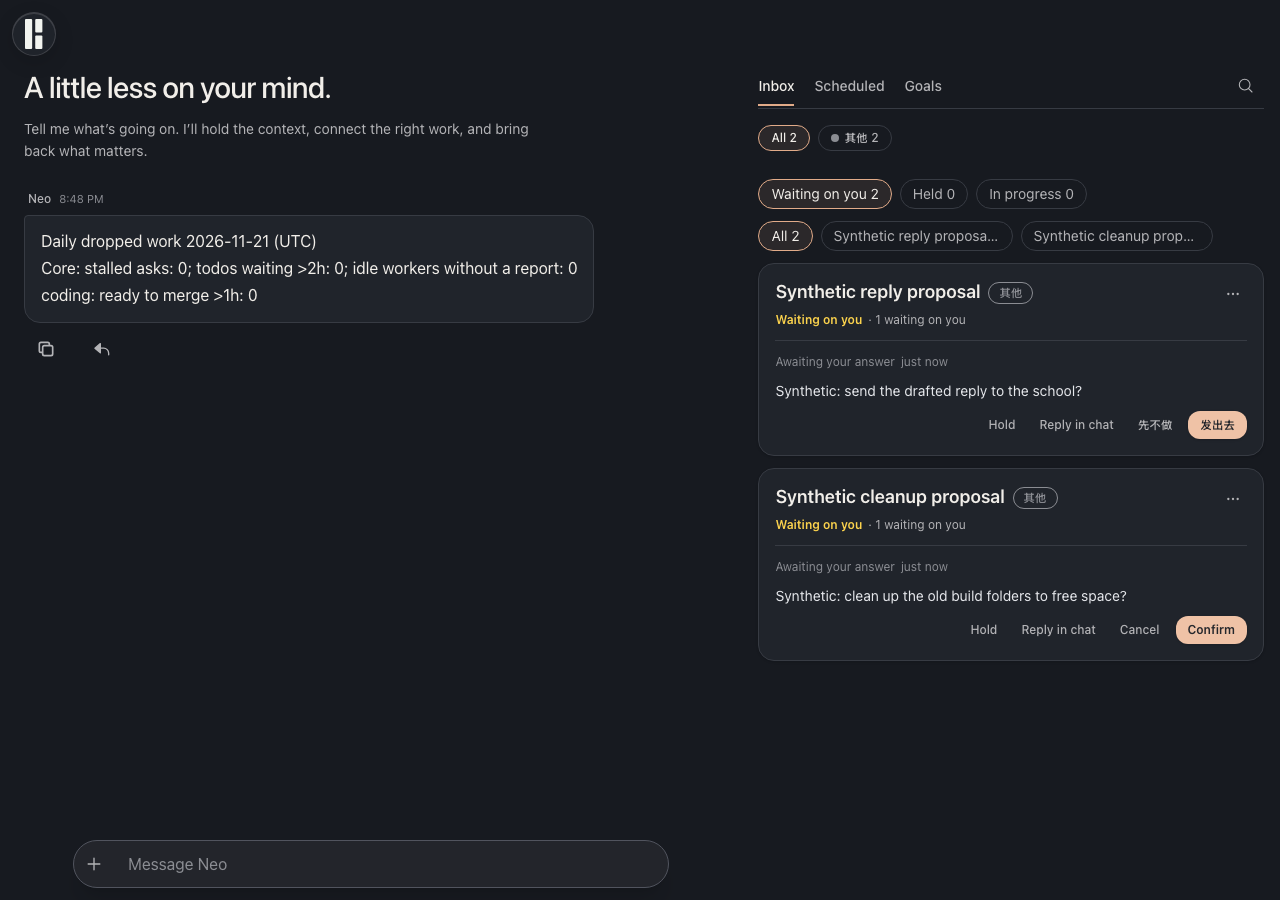 A little less on your mind.
Tell me what's going on. I'll hold the context, connect the right work, and bring
back what matters.
Neo 8:48 PM
Daily dropped work 2026-11-21 (UTC)
Core: stalled asks: 0; todos waiting >2h: 0; idle workers without a report: 0
coding: ready to merge >1h: 0
Message Neo
Inbox Scheduled Goals
All 2 其他 2
Waiting on you 2 Held 0 In progress 0
All 2 Synthetic reply proposa... Synthetic cleanup prop...
Synthetic reply proposal 其他
Waiting on you · 1 waiting on you
Awaiting your answer just now
Synthetic: send the drafted reply to the school?
Hold Reply in chat 先不做 发出去
Synthetic cleanup proposal 其他
Waiting on you · 1 waiting on you
Awaiting your answer just now
Synthetic: clean up the old build folders to free space?
Hold Reply in chat Cancel Confirm